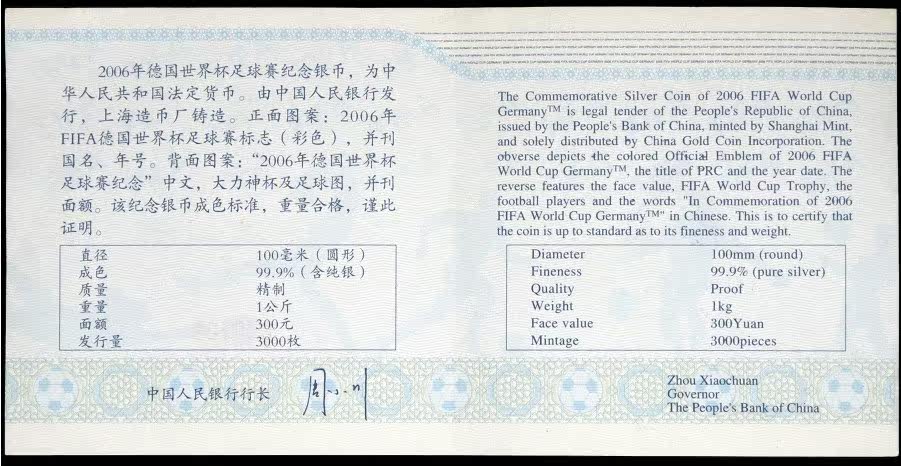 2006年德国世界杯足球赛纪念银币，为中
华人民共和国法定货币。由中国人民银行发
行，上海造币厂铸造。正面图案：2006年
FIFA德国世界杯足球赛标志（彩色），并刊
国名、年号。背面图案：“2006年德国世界杯
足球赛纪念”中文，大力神杯及足球图，并刊
面额。该纪念银币成色标准，重量合格，谨此
证明。
直径 100毫米（圆形）
成色 99.9%（含纯银）
质量 精制
重量 1公斤
面额 300元
发行量 3000枚
中国人民银行行长 周小川
The Commemorative Silver Coin of 2006 FIFA World Cup
Germany™ is legal tender of the People's Republic of China,
issued by the People's Bank of China, minted by Shanghai Mint,
and solely distributed by China Gold Coin Incorporation. The
obverse depicts the colored Official Emblem of 2006 FIFA
World Cup Germany™, the title of PRC and the year date. The
reverse features the face value, FIFA World Cup Trophy, the
football players and the words "In Commemoration of 2006
FIFA World Cup Germany™" in Chinese. This is to certify that
the coin is up to standard as to its fineness and weight.
Diameter 100mm (round)
Fineness 99.9% (pure silver)
Quality Proof
Weight 1kg
Face value 300Yuan
Mintage 3000pieces
Zhou Xiaochuan
Governor
The People's Bank of China